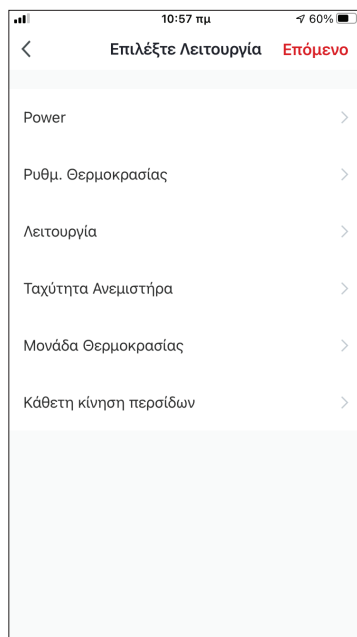 10:57 πμ 60%
Επιλέξτε Λειτουργία Επόμενο
Power
Ρυθμ. Θερμοκρασίας
Λειτουργία
Ταχύτητα Ανεμιστήρα
Μονάδα Θερμοκρασίας
Κάθετη κίνηση περσίδων